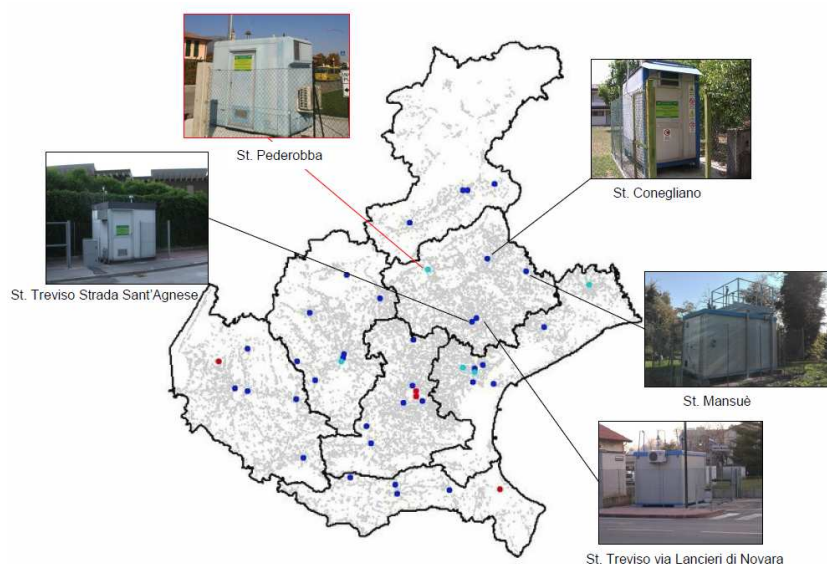 St. Pederobba
St. Conegliano
St. Treviso Strada Sant'Agnese
St. Mansuè
St. Treviso via Lancieri di Novara